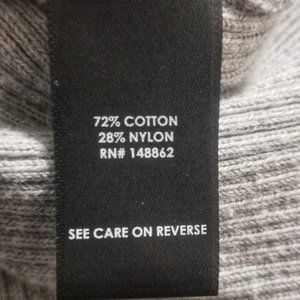 72% COTTON
28% NYLON
RN# 148862
SEE CARE ON REVERSE